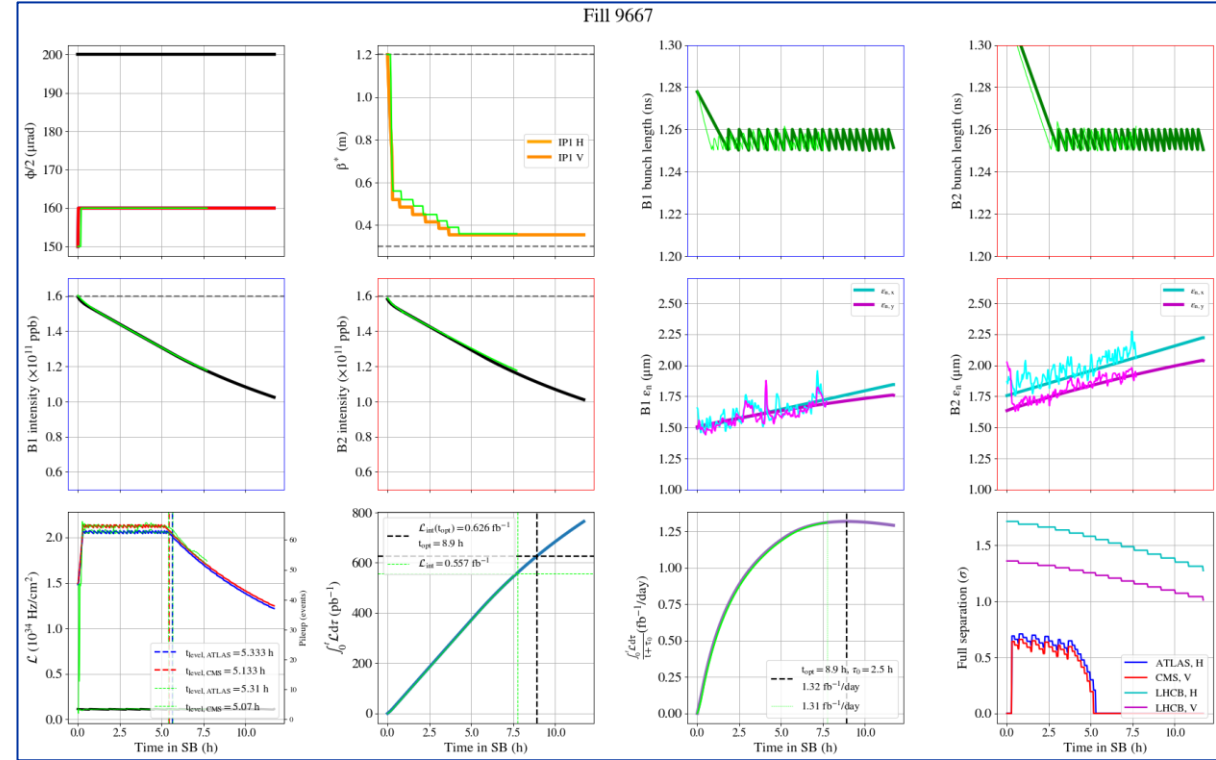 Fill 9667
ϕ/2 (μrad)
200
190
180
170
160
150
β* (m)
1.2
1.0
0.8
0.6
0.4
IP1 H
IP1 V
B1 bunch length (ns)
1.30
1.28
1.26
1.24
1.22
1.20
B2 bunch length (ns)
1.30
1.28
1.26
1.24
1.22
1.20
B1 intensity (×10¹¹ ppb)
1.6
1.4
1.2
1.0
0.8
0.6
B2 intensity (×10¹¹ ppb)
1.6
1.4
1.2
1.0
0.8
0.6
B1 εₙ (μm)
2.50
2.25
2.00
1.75
1.50
1.25
1.00
εn, x
εn, y
B2 εₙ (μm)
2.50
2.25
2.00
1.75
1.50
1.25
1.00
εn, x
εn, y
ℒ (10³⁴ Hz/cm²)
2.0
1.5
1.0
0.5
0.0
Pileup (events)
60
50
40
30
20
10
0
tlevel, ATLAS = 5.333 h
tlevel, CMS = 5.133 h
tlevel, ATLAS = 5.31 h
tlevel, CMS = 5.07 h
0.0 2.5 5.0 7.5 10.0
Time in SB (h)
∫₀ᵗ ℒdτ (pb⁻¹)
800
600
400
200
0
ℒint(topt) = 0.626 fb⁻¹
topt = 8.9 h
ℒint = 0.557 fb⁻¹
0.0 2.5 5.0 7.5 10.0
Time in SB (h)
∫₀ᵗ ℒdτ / t+τ₀ (fb⁻¹/day)
1.25
1.00
0.75
0.50
0.25
0.00
topt = 8.9 h, τ₀ = 2.5 h
1.32 fb⁻¹/day
1.31 fb⁻¹/day
0.0 2.5 5.0 7.5 10.0
Time in SB (h)
Full separation (σ)
1.5
1.0
0.5
0.0
ATLAS, H
CMS, V
LHCB, H
LHCB, V
0.0 2.5 5.0 7.5 10.0
Time in SB (h)